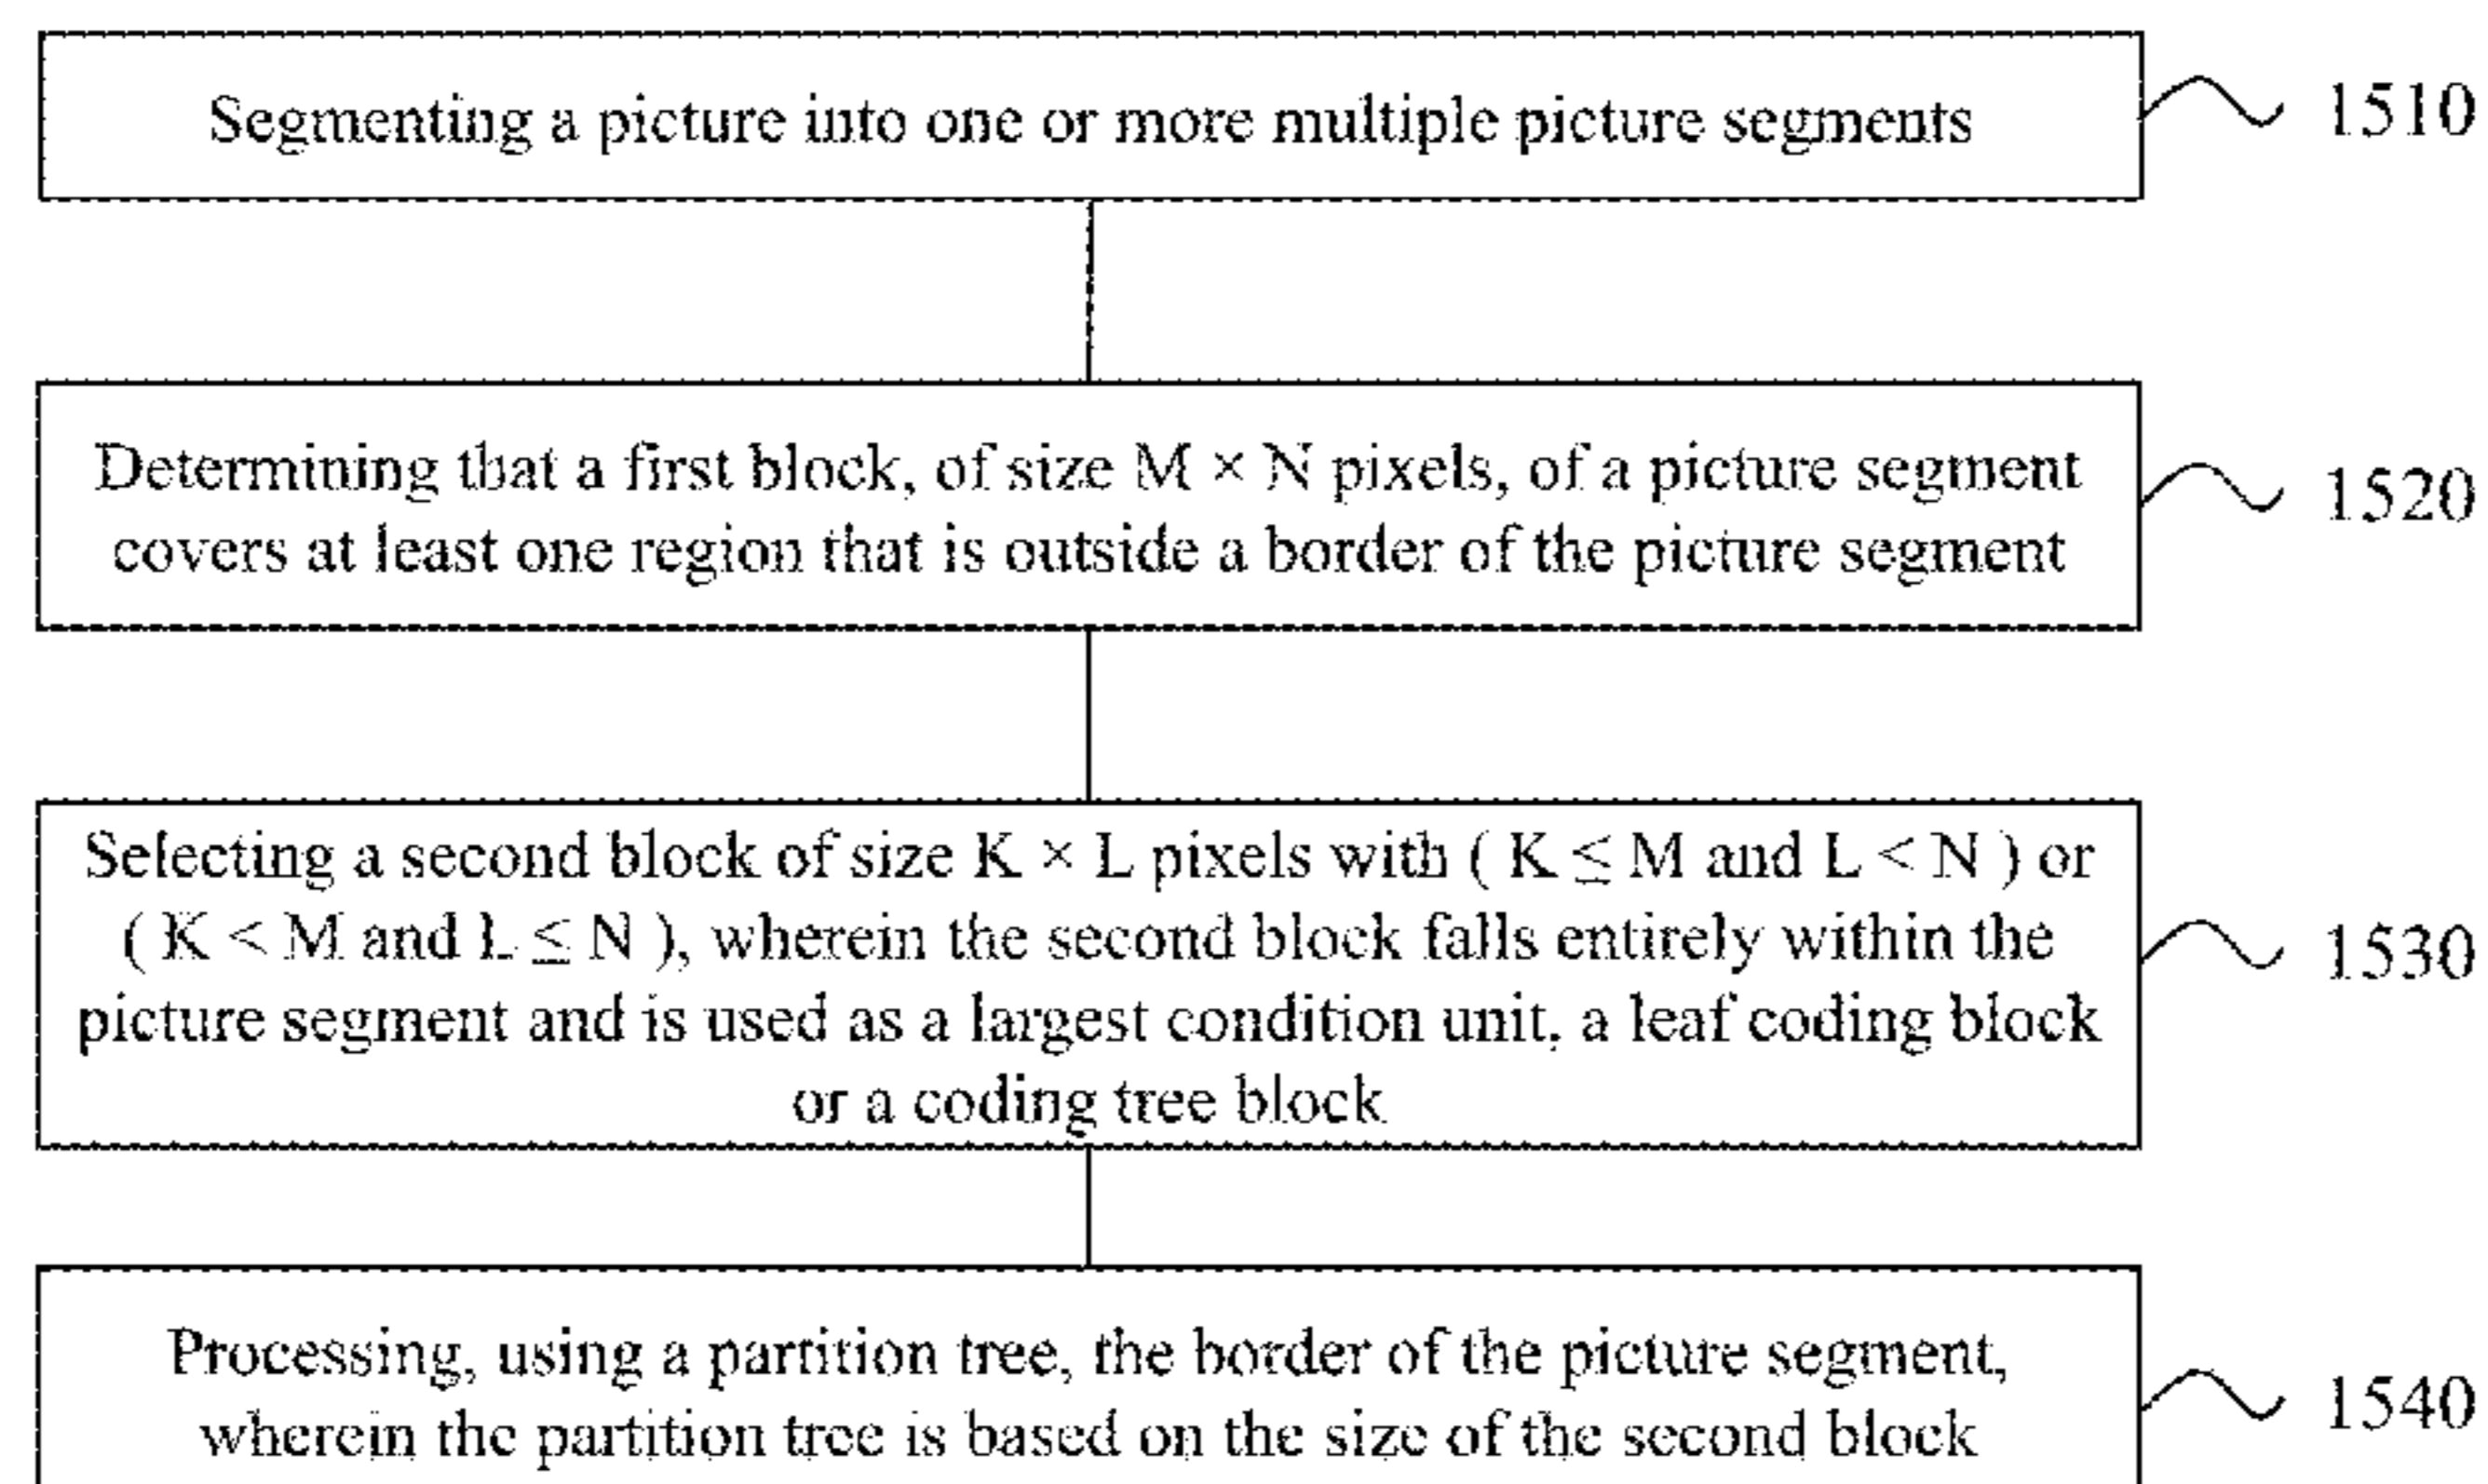 Segmenting a picture into one or more multiple picture segments
1510
Determining that a first block, of size M × N pixels, of a picture segment
covers at least one region that is outside a border of the picture segment
1520
Selecting a second block of size K × L pixels with ( K ≤ M and L < N ) or
( K < M and L ≤ N ), wherein the second block falls entirely within the
picture segment and is used as a largest condition unit, a leaf coding block
or a coding tree block
1530
Processing, using a partition tree, the border of the picture segment,
wherein the partition tree is based on the size of the second block
1540